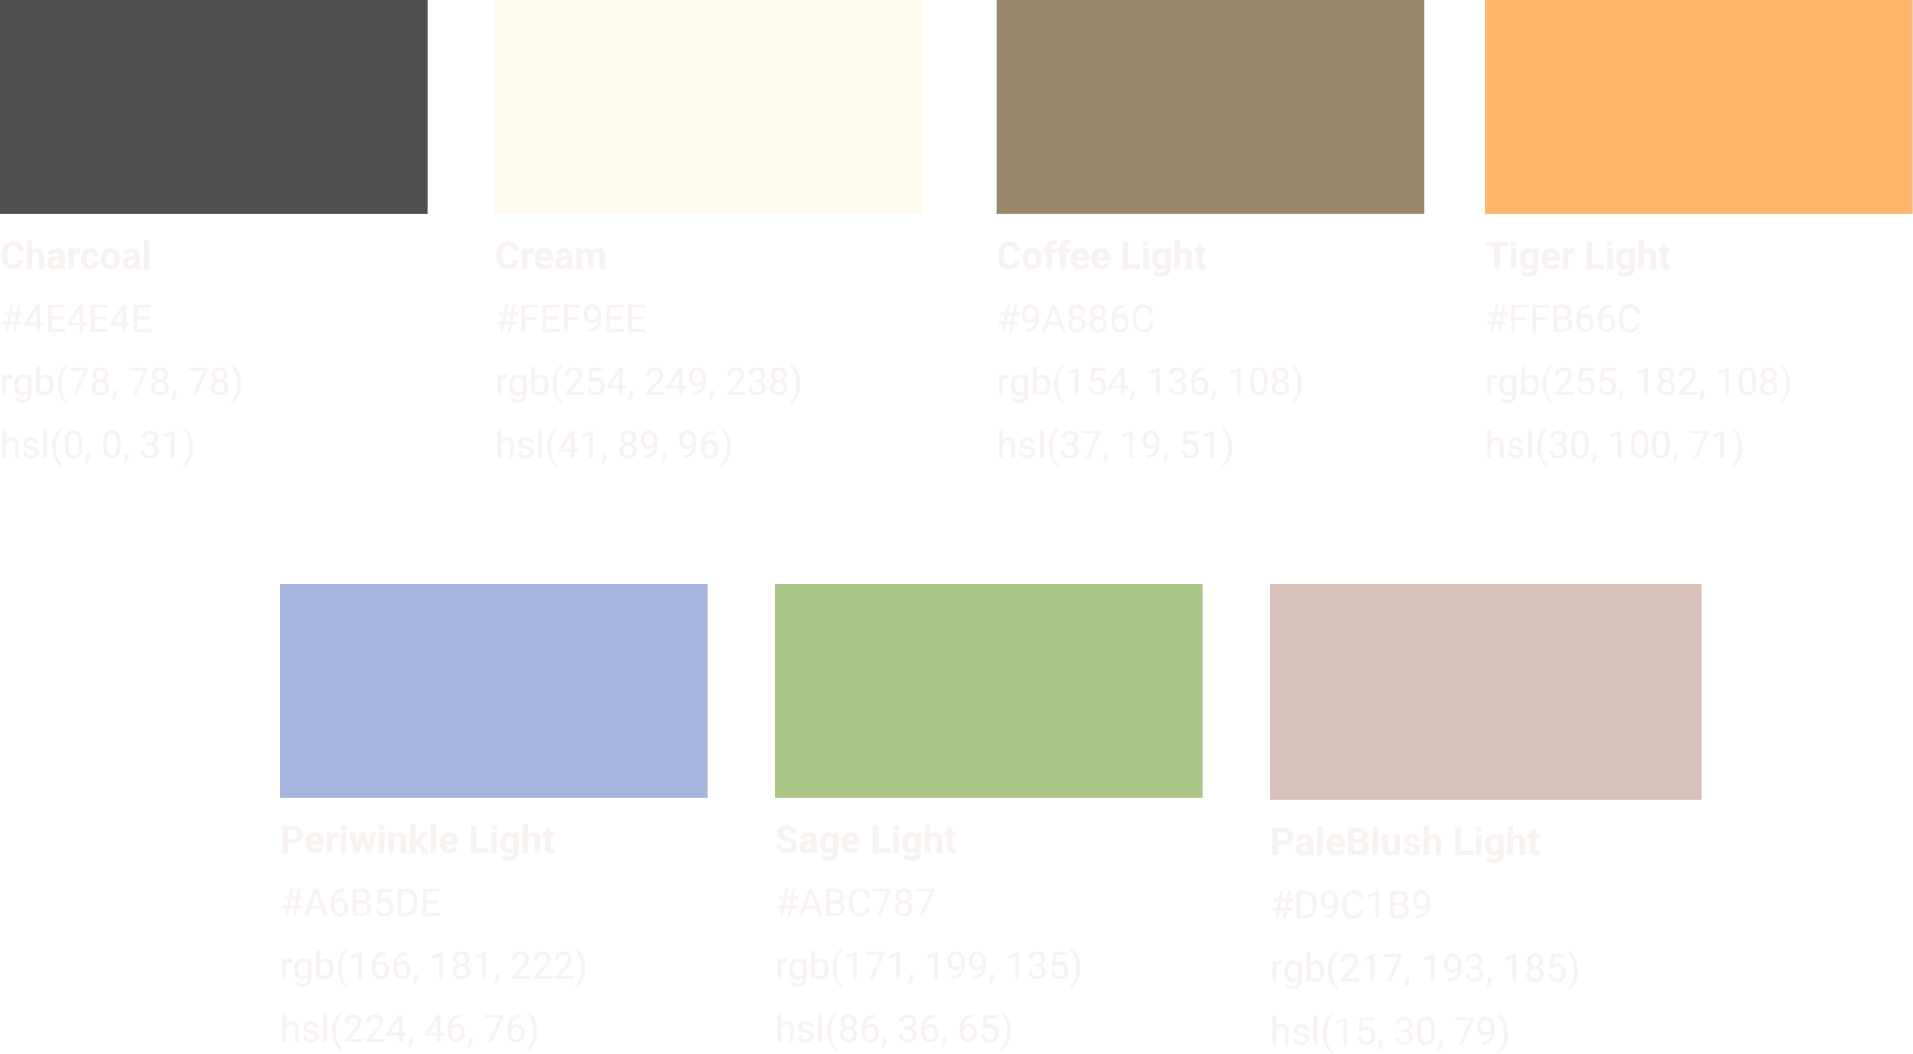 Charcoal
#4E4E4E
rgb(78, 78, 78)
hsl(0, 0, 31)
Cream
#FEF9EE
rgb(254, 249, 238)
hsl(41, 89, 96)
Coffee Light
#9A886C
rgb(154, 136, 108)
hsl(37, 19, 51)
Tiger Light
#FFB66C
rgb(255, 182, 108)
hsl(30, 100, 71)
Periwinkle Light
#A6B5DE
rgb(166, 181, 222)
hsl(224, 46, 76)
Sage Light
#ABC787
rgb(171, 199, 135)
hsl(86, 36, 65)
PaleBlush Light
#D9C1B9
rgb(217, 193, 185)
hsl(15, 30, 79)